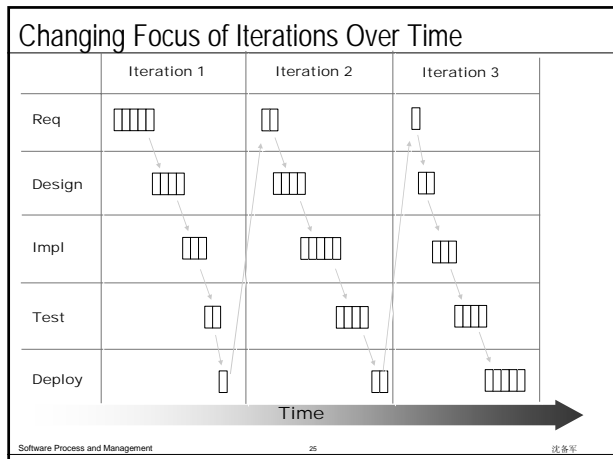 Changing Focus of Iterations Over Time
Iteration 1 Iteration 2 Iteration 3
Req
Design
Impl
Test
Deploy
Time
Software Process and Management 25 沈备军